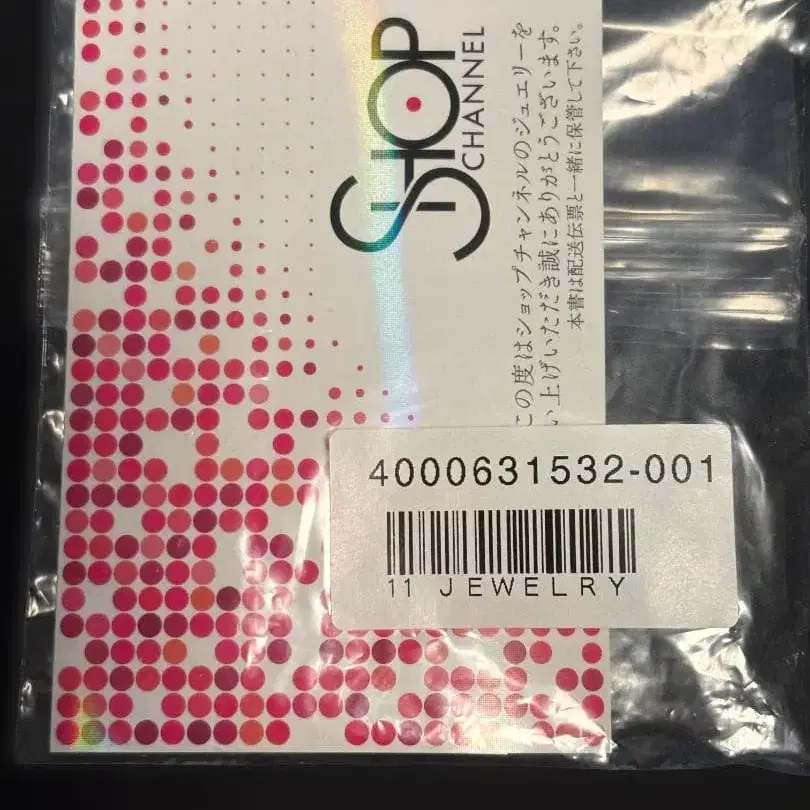 SHOP
CHANNEL
この度はショップチャンネルのジュエリーを
い上げいただき誠にありがとうございます。
本書は配送伝票と一緒に保管して下さい。
4000631532-001
11 JEWELRY